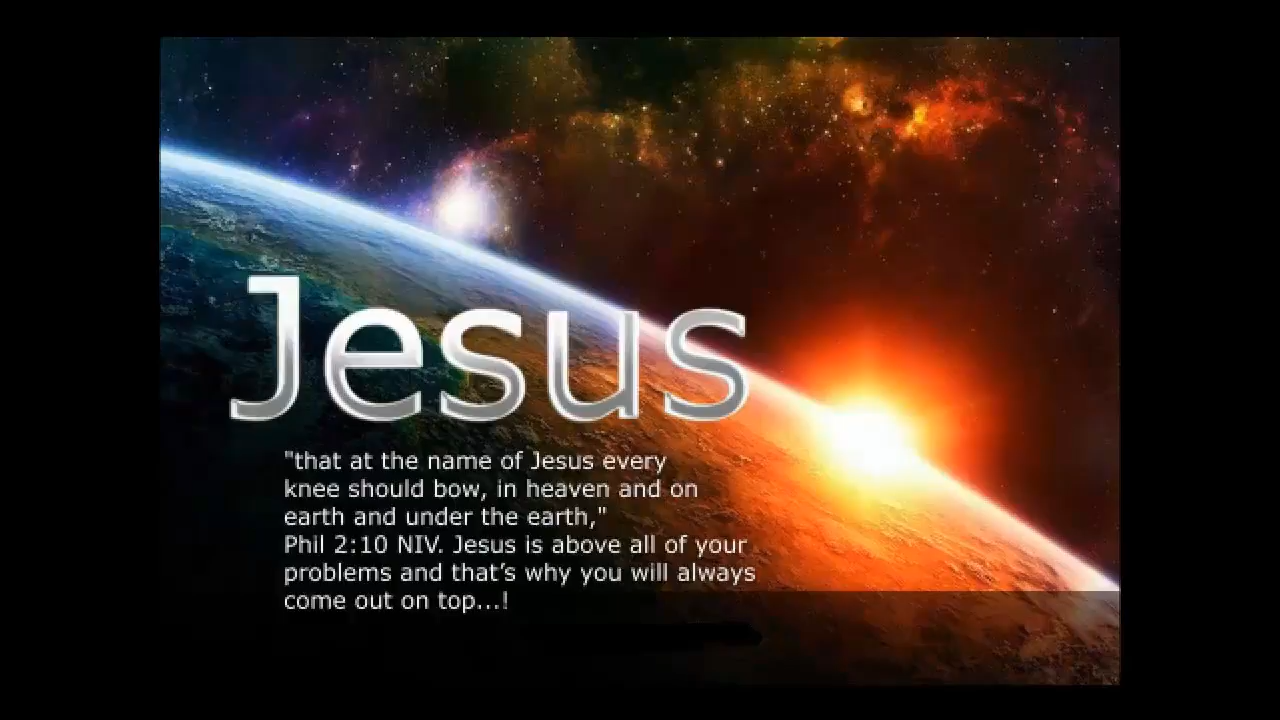 Jesus
"that at the name of Jesus every
knee should bow, in heaven and on
earth and under the earth,"
Phil 2:10 NIV. Jesus is above all of your
problems and that’s why you will always
come out on top...!